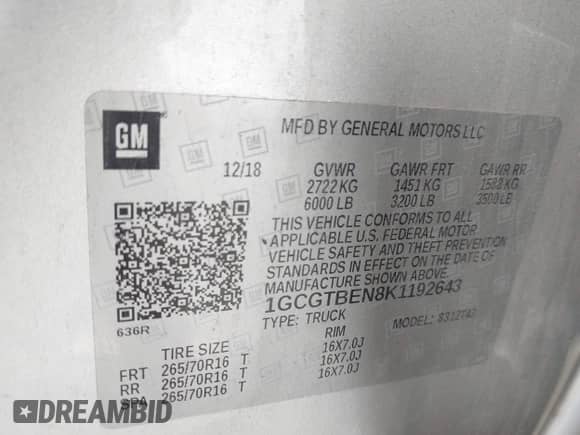 GM
MFD BY GENERAL MOTORS LLC
12/18 GVWR GAWR FRT GAWR RR
2722 KG 1451 KG 1588 KG
6000 LB 3200 LB 3500 LB
THIS VEHICLE CONFORMS TO ALL
APPLICABLE U.S. FEDERAL MOTOR
VEHICLE SAFETY AND THEFT PREVENTION
STANDARDS IN EFFECT ON THE DATE OF
MANUFACTURE SHOWN ABOVE.
1GCGTBEN8K1192643
TYPE: TRUCK MODEL:
636R
TIRE SIZE RIM
FRT 265/70R16 T 16X7.0J
RR 265/70R16 T 16X7.0J
SPA 265/70R16 T 16X7.0J
DREAMBID